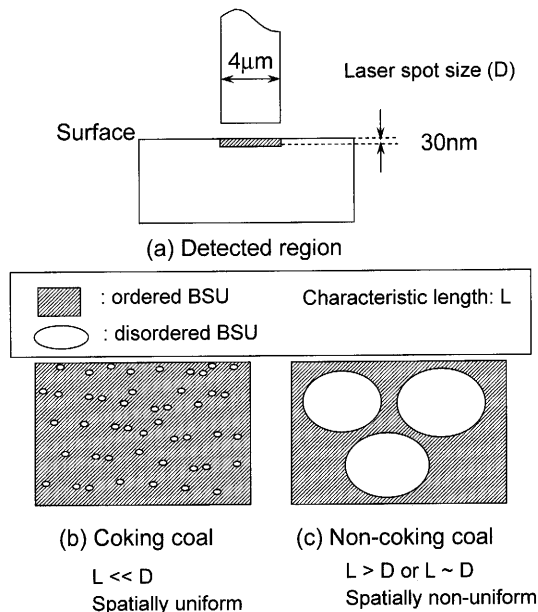 4μm
Laser spot size (D)
Surface
30nm
(a) Detected region
: ordered BSU
Characteristic length: L
: disordered BSU
(b) Coking coal
(c) Non-coking coal
L << D
L > D or L ~ D
Spatially uniform
Spatially non-uniform